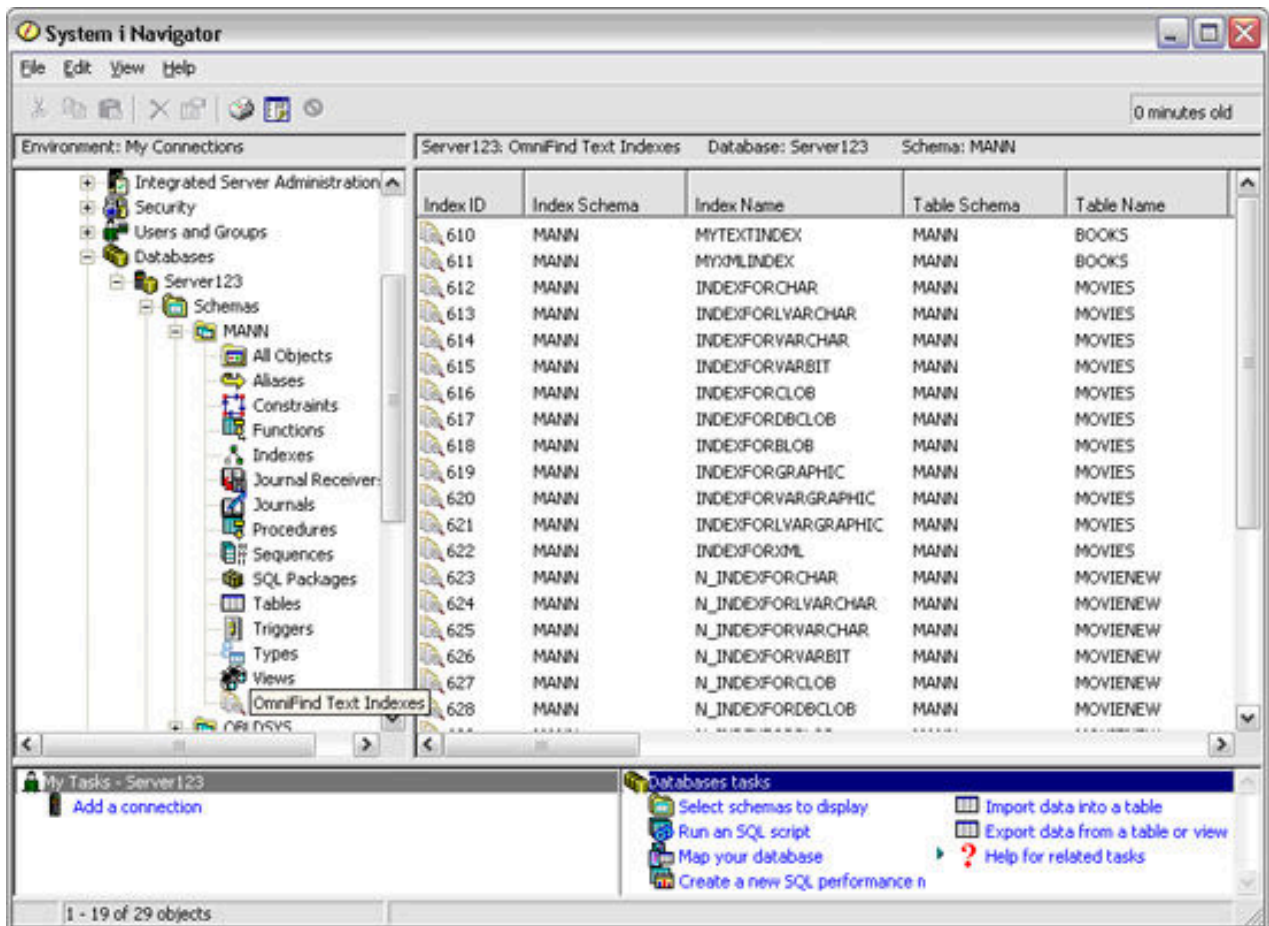 System i Navigator
File Edit View Help
0 minutes old
Environment: My Connections
Server123: OmniFind Text Indexes Database: Server123 Schema: MANN
Integrated Server Administration
Security
Users and Groups
Databases
Server123
Schemas
MANN
All Objects
Aliases
Constraints
Functions
Indexes
Journal Receiver
Journals
Procedures
Sequences
SQL Packages
Tables
Triggers
Types
Views
OmniFind Text Indexes
QBLDSYS
Index ID Index Schema Index Name Table Schema Table Name
610 MANN MYTEXTINDEX MANN BOOKS
611 MANN MYXMLINDEX MANN BOOKS
612 MANN INDEXFORCHAR MANN MOVIES
613 MANN INDEXFORLVARCHAR MANN MOVIES
614 MANN INDEXFORVARCHAR MANN MOVIES
615 MANN INDEXFORVARBIT MANN MOVIES
616 MANN INDEXFORCLOB MANN MOVIES
617 MANN INDEXFORDBCLOB MANN MOVIES
618 MANN INDEXFORBLOB MANN MOVIES
619 MANN INDEXFORGRAPHIC MANN MOVIES
620 MANN INDEXFORVARGRAPHIC MANN MOVIES
621 MANN INDEXFORLVARGRAPHIC MANN MOVIES
622 MANN INDEXFORXML MANN MOVIES
623 MANN N_INDEXFORCHAR MANN MOVIENEW
624 MANN N_INDEXFORLVARCHAR MANN MOVIENEW
625 MANN N_INDEXFORVARCHAR MANN MOVIENEW
626 MANN N_INDEXFORVARBIT MANN MOVIENEW
627 MANN N_INDEXFORCLOB MANN MOVIENEW
628 MANN N_INDEXFORDBCLOB MANN MOVIENEW
My Tasks - Server123
Add a connection
Databases tasks
Select schemas to display
Run an SQL script
Map your database
Create a new SQL performance n
Import data into a table
Export data from a table or view
Help for related tasks
1 - 19 of 29 objects